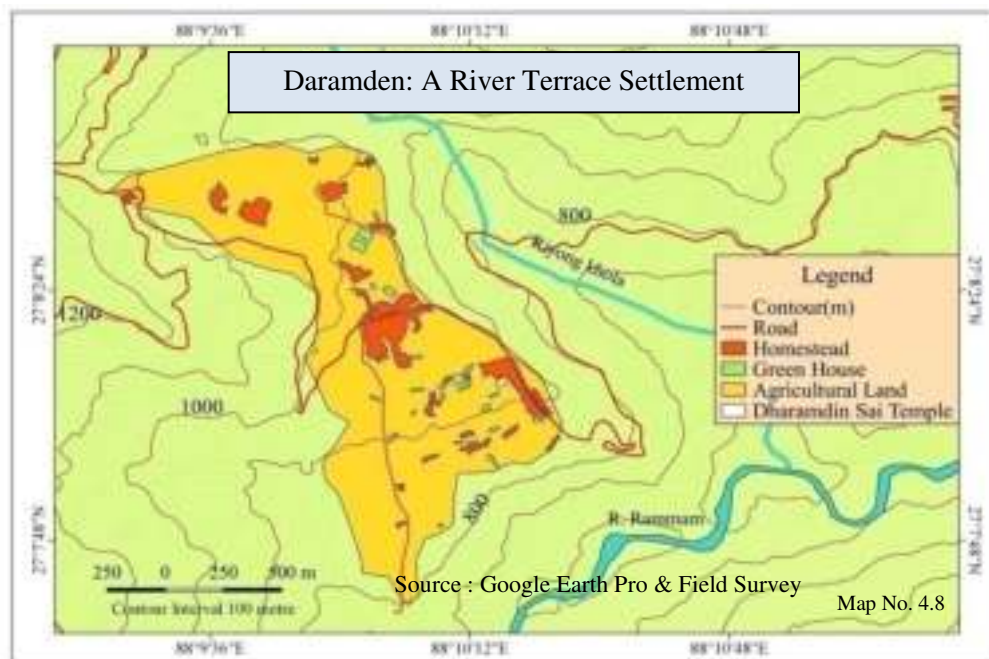 88°9'36"E 88°10'12"E 88°10'48"E
Daramden: A River Terrace Settlement
800
Rayong khola
27°8'24"N 27°8'24"N
Legend
Contour(m)
Road
Homestead
Green House
Agricultural Land
Dharamdin Sai Temple
1200
1000
800
R. Rammam
27°7'48"N 27°7'48"N
250 0 250 500 m
Source : Google Earth Pro & Field Survey
Contour Interval 100 metre
Map No. 4.8
88°9'36"E 88°10'12"E 88°10'48"E